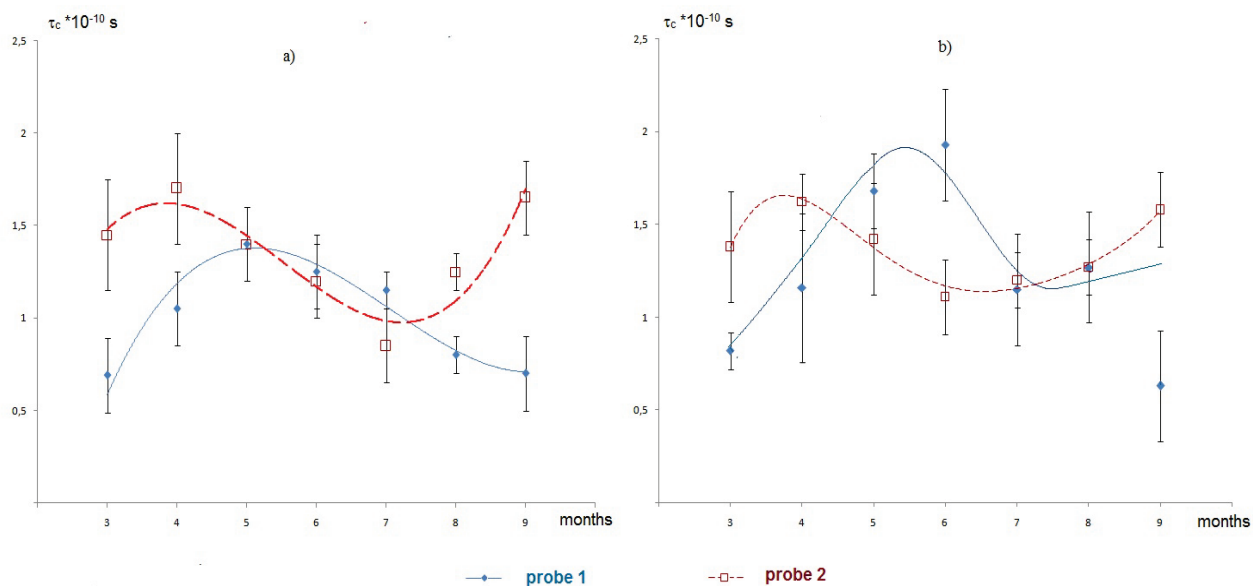 τc *10⁻¹⁰ s
a)
2,5
2
1,5
1
0,5
3 4 5 6 7 8 9 months
τc *10⁻¹⁰ s
b)
2,5
2
1,5
1
0,5
3 4 5 6 7 8 9 months
probe 1 probe 2